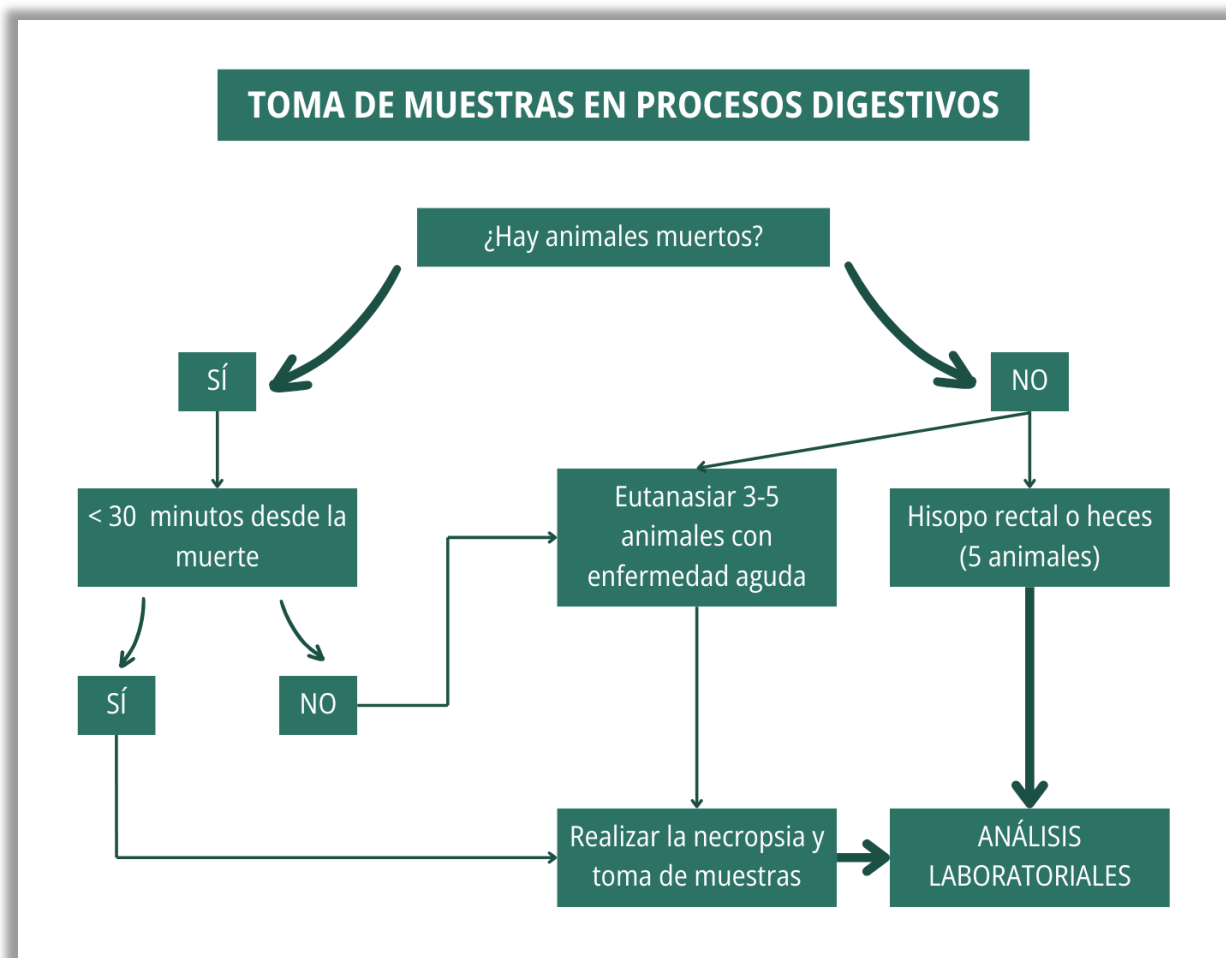 TOMA DE MUESTRAS EN PROCESOS DIGESTIVOS
¿Hay animales muertos?
SÍ
NO
< 30 minutos desde la
muerte
Eutanasiar 3-5
animales con
enfermedad aguda
Hisopo rectal o heces
(5 animales)
SÍ
NO
Realizar la necropsia y
toma de muestras
ANÁLISIS
LABORATORIALES